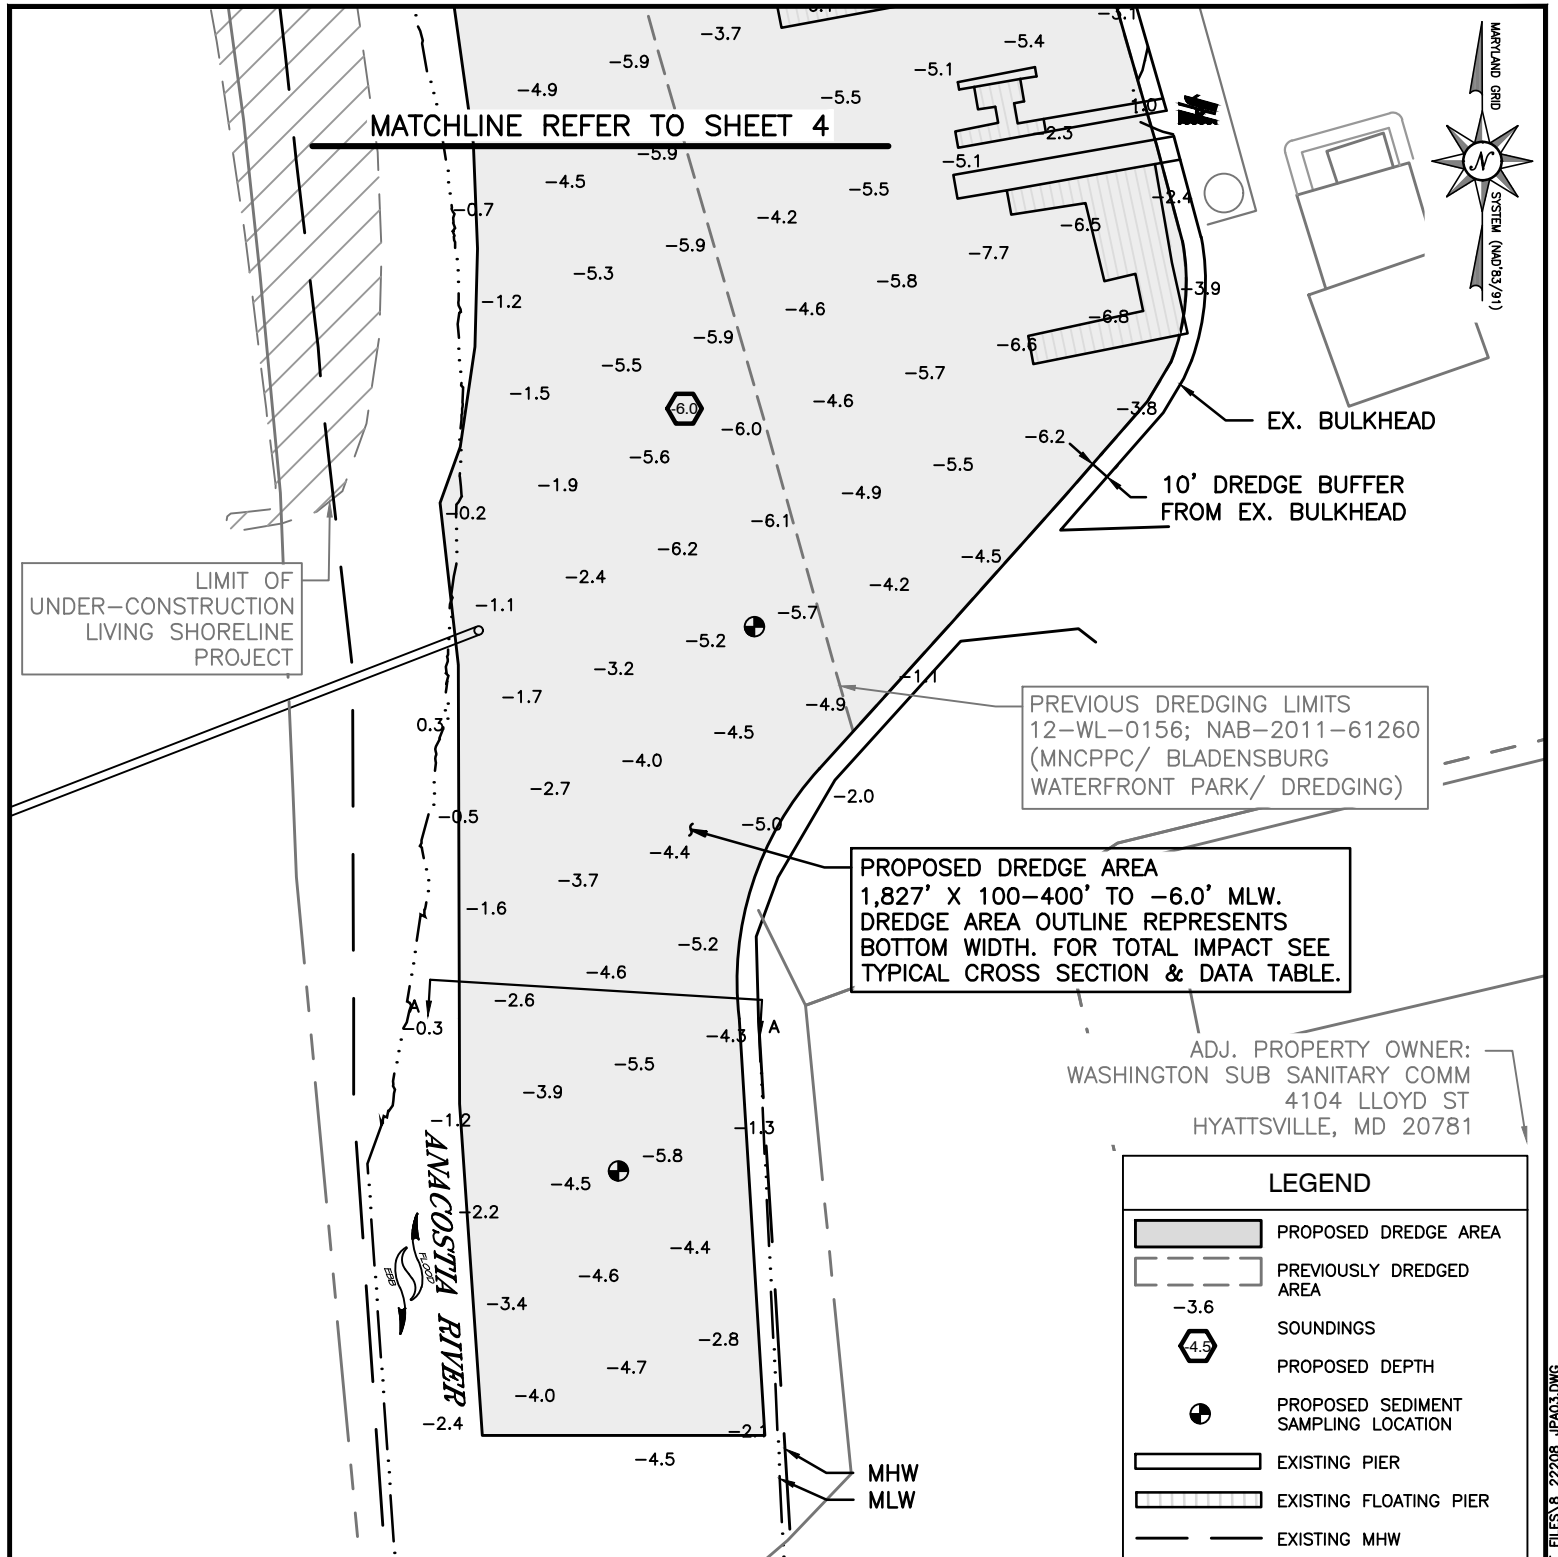 -3.7
-3.1
-5.4
-5.9
-5.1
-4.9
-5.5
1.0
MATCHLINE REFER TO SHEET 4
2.3
-5.9
-5.1
-4.5
-5.5
-2.4
-0.7
-4.2
-6.5
-5.9
-7.7
-5.3
-5.8
-3.9
-1.2
-4.6
-6.8
-5.9
-6.6
-5.5
-5.7
-1.5
-4.6
-3.8
-6.0
-6.0
EX. BULKHEAD
-6.2
-5.6
-5.5
-1.9
-4.9
10' DREDGE BUFFER
FROM EX. BULKHEAD
-0.2
-6.1
-6.2
-4.5
-2.4
-4.2
LIMIT OF
UNDER-CONSTRUCTION
LIVING SHORELINE
PROJECT
-1.1
-5.7
-5.2
-3.2
-1.1
-1.7
-4.9
0.3
-4.5
PREVIOUS DREDGING LIMITS
12-WL-0156; NAB-2011-61260
(MNCPPC/ BLADENSBURG
WATERFRONT PARK/ DREDGING)
-4.0
-2.7
-2.0
-0.5
-5.0
-4.4
PROPOSED DREDGE AREA
1,827' X 100-400' TO -6.0' MLW.
DREDGE AREA OUTLINE REPRESENTS
BOTTOM WIDTH. FOR TOTAL IMPACT SEE
TYPICAL CROSS SECTION & DATA TABLE.
-3.7
-1.6
-5.2
-4.6
-2.6
A
-0.3
-4.3
A
-5.5
ADJ. PROPERTY OWNER:
WASHINGTON SUB SANITARY COMM
4104 LLOYD ST
HYATTSVILLE, MD 20781
-3.9
-1.2
-1.3
-5.8
-4.5
-2.2
ANACOSTIA RIVER
FLOOD
EBB
-4.4
-4.6
-3.4
-2.8
-4.7
-4.0
-2.4
-2.1
-4.5
MHW
MLW
MARYLAND GRID
N
SYSTEM (NAD'83/91)
LEGEND
PROPOSED DREDGE AREA
PREVIOUSLY DREDGED
AREA
-3.6
SOUNDINGS
-4.5
PROPOSED DEPTH
PROPOSED SEDIMENT
SAMPLING LOCATION
EXISTING PIER
EXISTING FLOATING PIER
EXISTING MHW
FILES\8_22208_JPA03.DWG